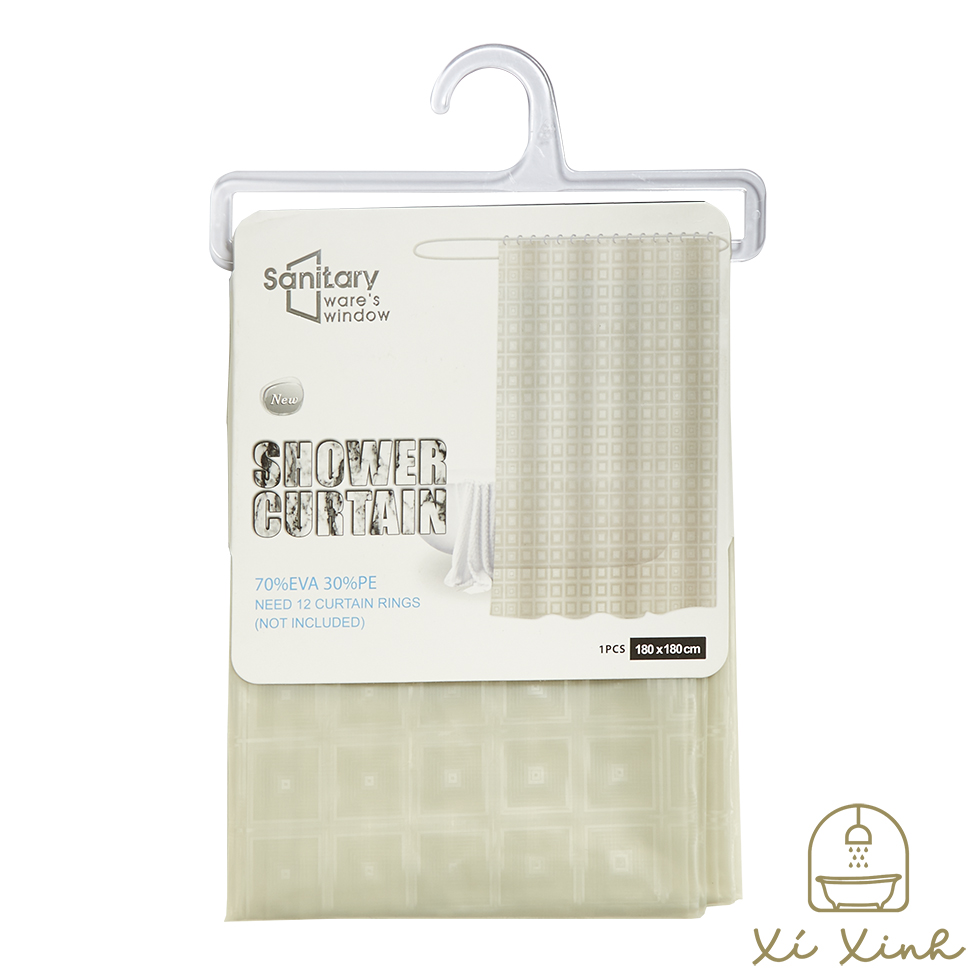 Sanitary
ware's
window
New
SHOWER
CURTAIN
70%EVA 30%PE
NEED 12 CURTAIN RINGS
(NOT INCLUDED)
1PCS 180 x 180 cm
Xí Xinh